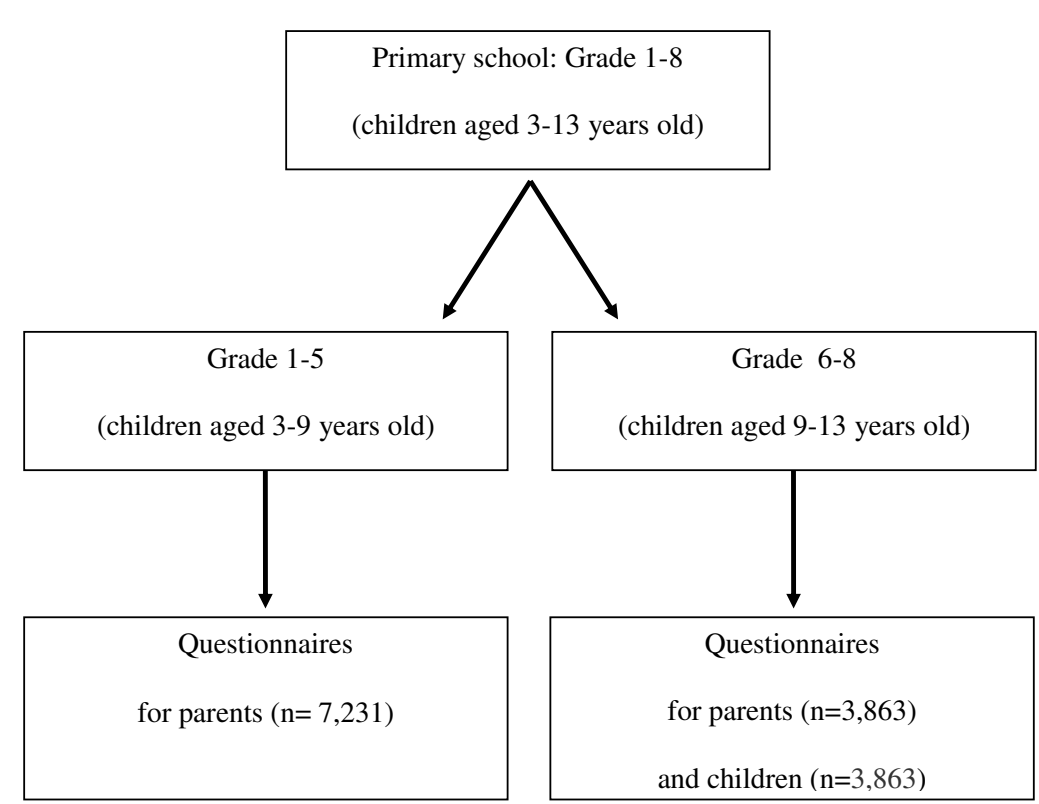 Primary school: Grade 1-8
(children aged 3-13 years old)
Grade 1-5
(children aged 3-9 years old)
Grade 6-8
(children aged 9-13 years old)
Questionnaires
for parents (n= 7,231)
Questionnaires
for parents (n=3,863)
and children (n=3,863)